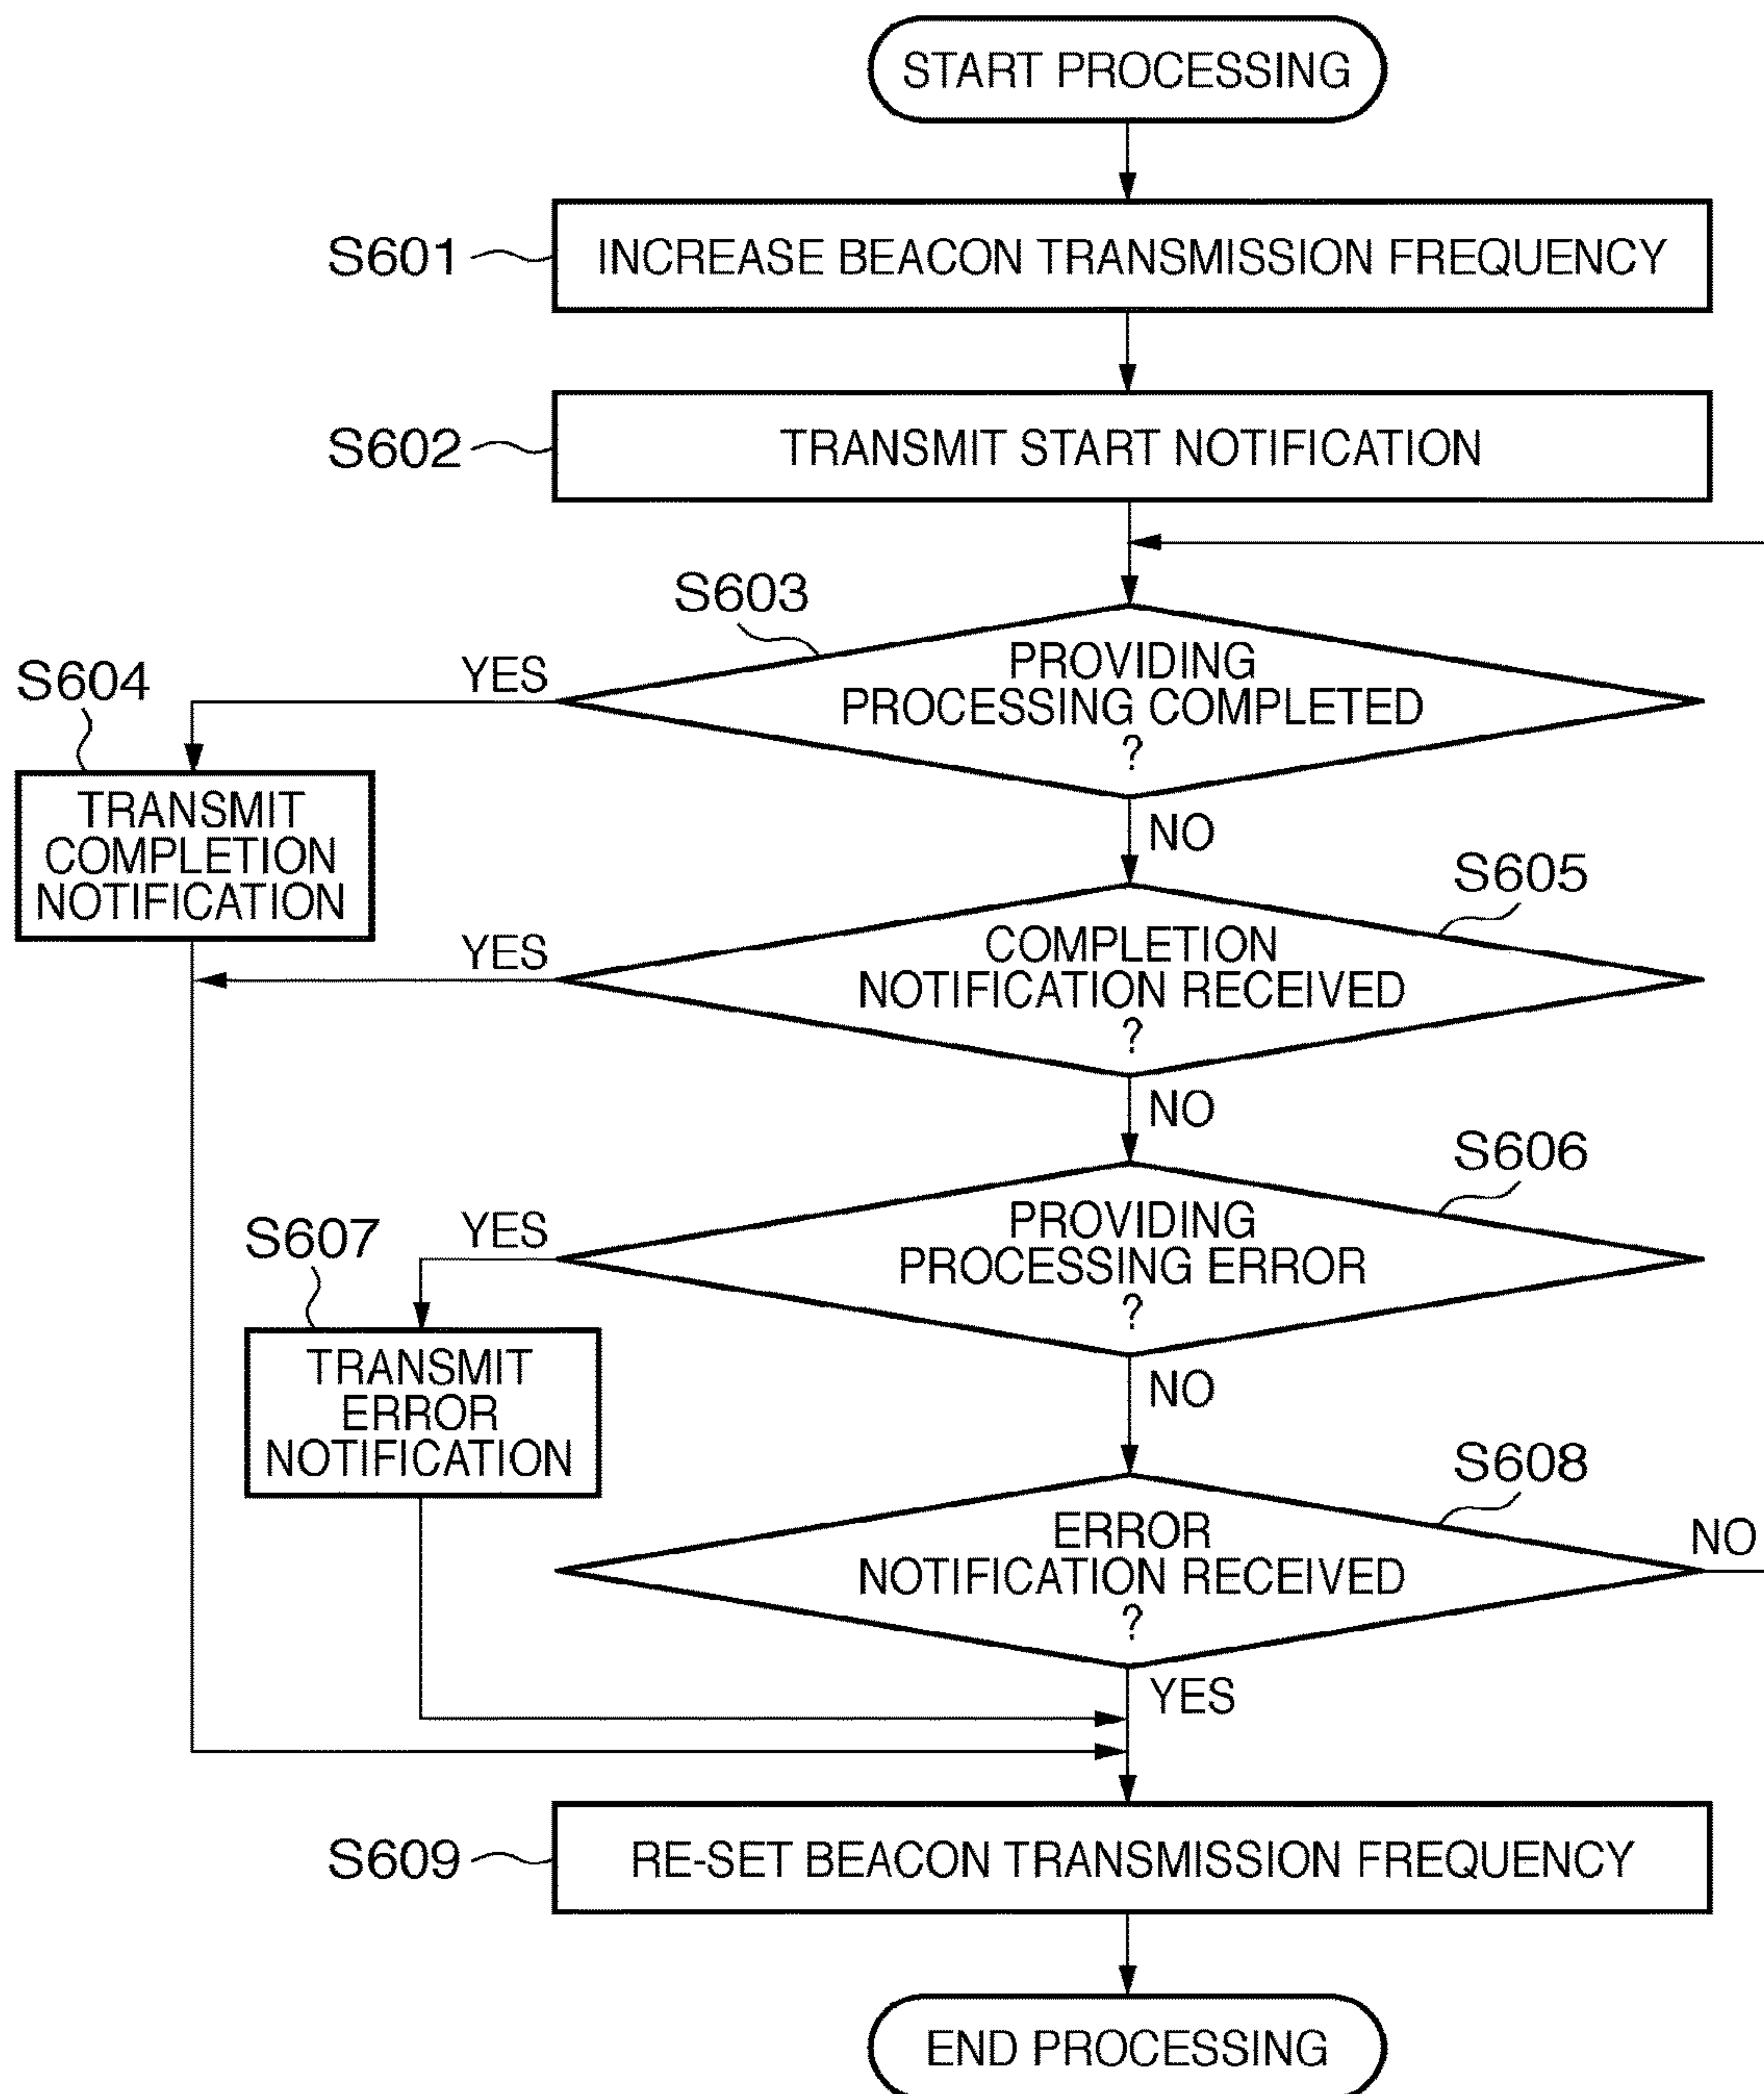 START PROCESSING
S601
INCREASE BEACON TRANSMISSION FREQUENCY
S602
TRANSMIT START NOTIFICATION
S603
PROVIDING
PROCESSING COMPLETED
?
YES
NO
S604
TRANSMIT
COMPLETION
NOTIFICATION
S605
COMPLETION
NOTIFICATION RECEIVED
?
YES
NO
S606
PROVIDING
PROCESSING ERROR
?
YES
NO
S607
TRANSMIT
ERROR
NOTIFICATION
S608
ERROR
NOTIFICATION RECEIVED
?
NO
YES
S609
RE-SET BEACON TRANSMISSION FREQUENCY
END PROCESSING